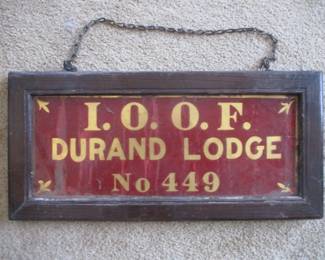 I. O. O. F.
DURAND LODGE
No 449